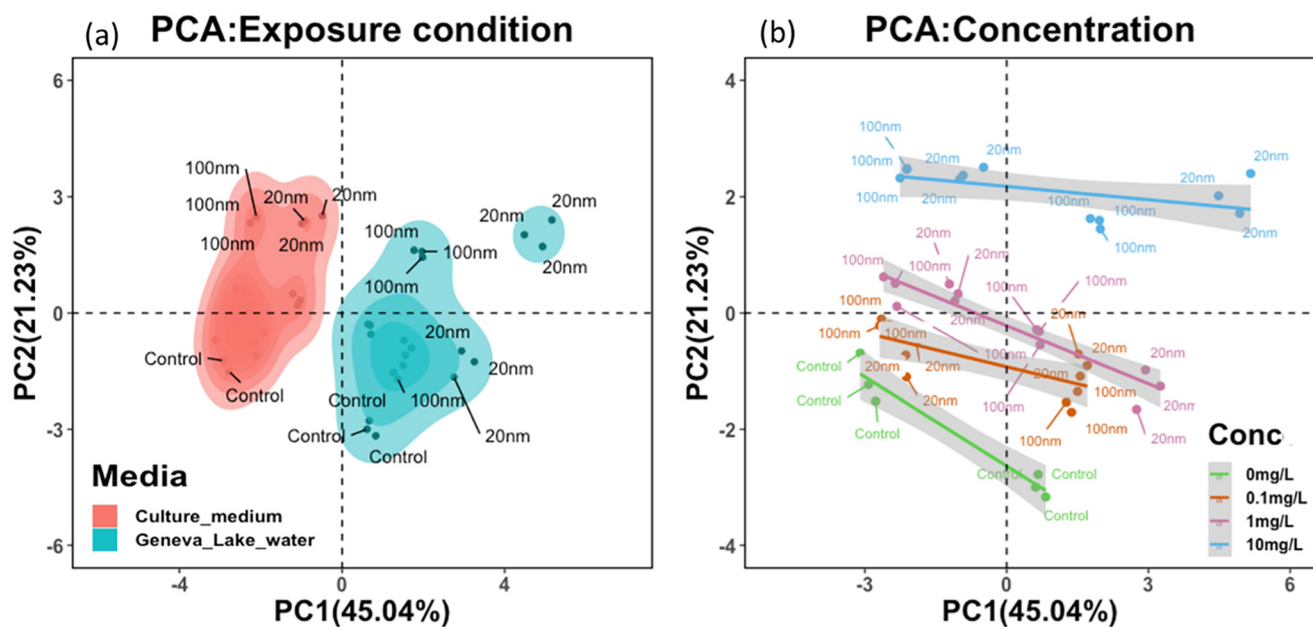 (a) PCA:Exposure condition
6
3
0
-3
-6
PC2(21.23%)
100nm
100nm
100nm
20nm
20nm
20nm
Control
Control
20nm
20nm
20nm
100nm
100nm
100nm
20nm
20nm
20nm
100nm
Control
Control
Control
Media
Culture_medium
Geneva_Lake_water
-4
0
4
PC1(45.04%)
(b) PCA:Concentration
4
2
0
-2
-4
PC2(21.23%)
100nm
100nm
100nm
20nm
20nm
20nm
20nm
20nm
20nm
100nm
100nm
100nm
20nm
100nm
100nm
20nm
20nm
100nm
100nm
100nm
100nm
100nm
20nm
20nm
20nm
20nm
20nm
20nm
100nm
100nm
100nm
20nm
20nm
Control
Control
Control
Control
Control
Control
Conc
0mg/L
0.1mg/L
1mg/L
10mg/L
-3
0
3
PC1(45.04%)